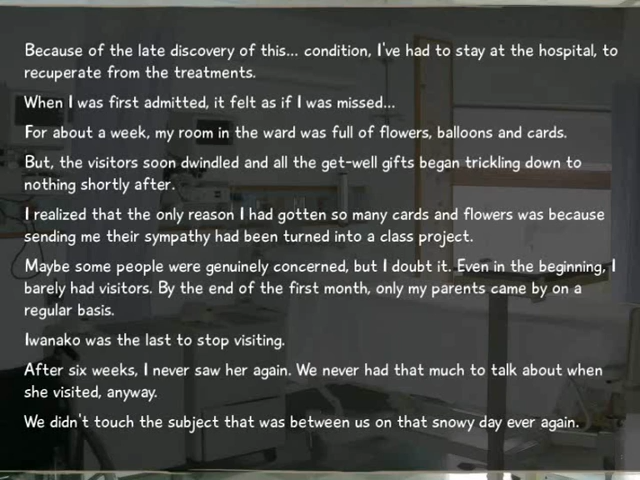 Because of the late discovery of this... condition, I've had to stay at the hospital, to
recuperate from the treatments.
When I was first admitted, it felt as if I was missed...
For about a week, my room in the ward was full of flowers, balloons and cards.
But, the visitors soon dwindled and all the get-well gifts began trickling down to
nothing shortly after.
I realized that the only reason I had gotten so many cards and flowers was because
sending me their sympathy had been turned into a class project.
Maybe some people were genuinely concerned, but I doubt it. Even in the beginning, I
barely had visitors. By the end of the first month, only my parents came by on a
regular basis.
Iwanako was the last to stop visiting.
After six weeks, I never saw her again. We never had that much to talk about when
she visited, anyway.
We didn't touch the subject that was between us on that snowy day ever again.